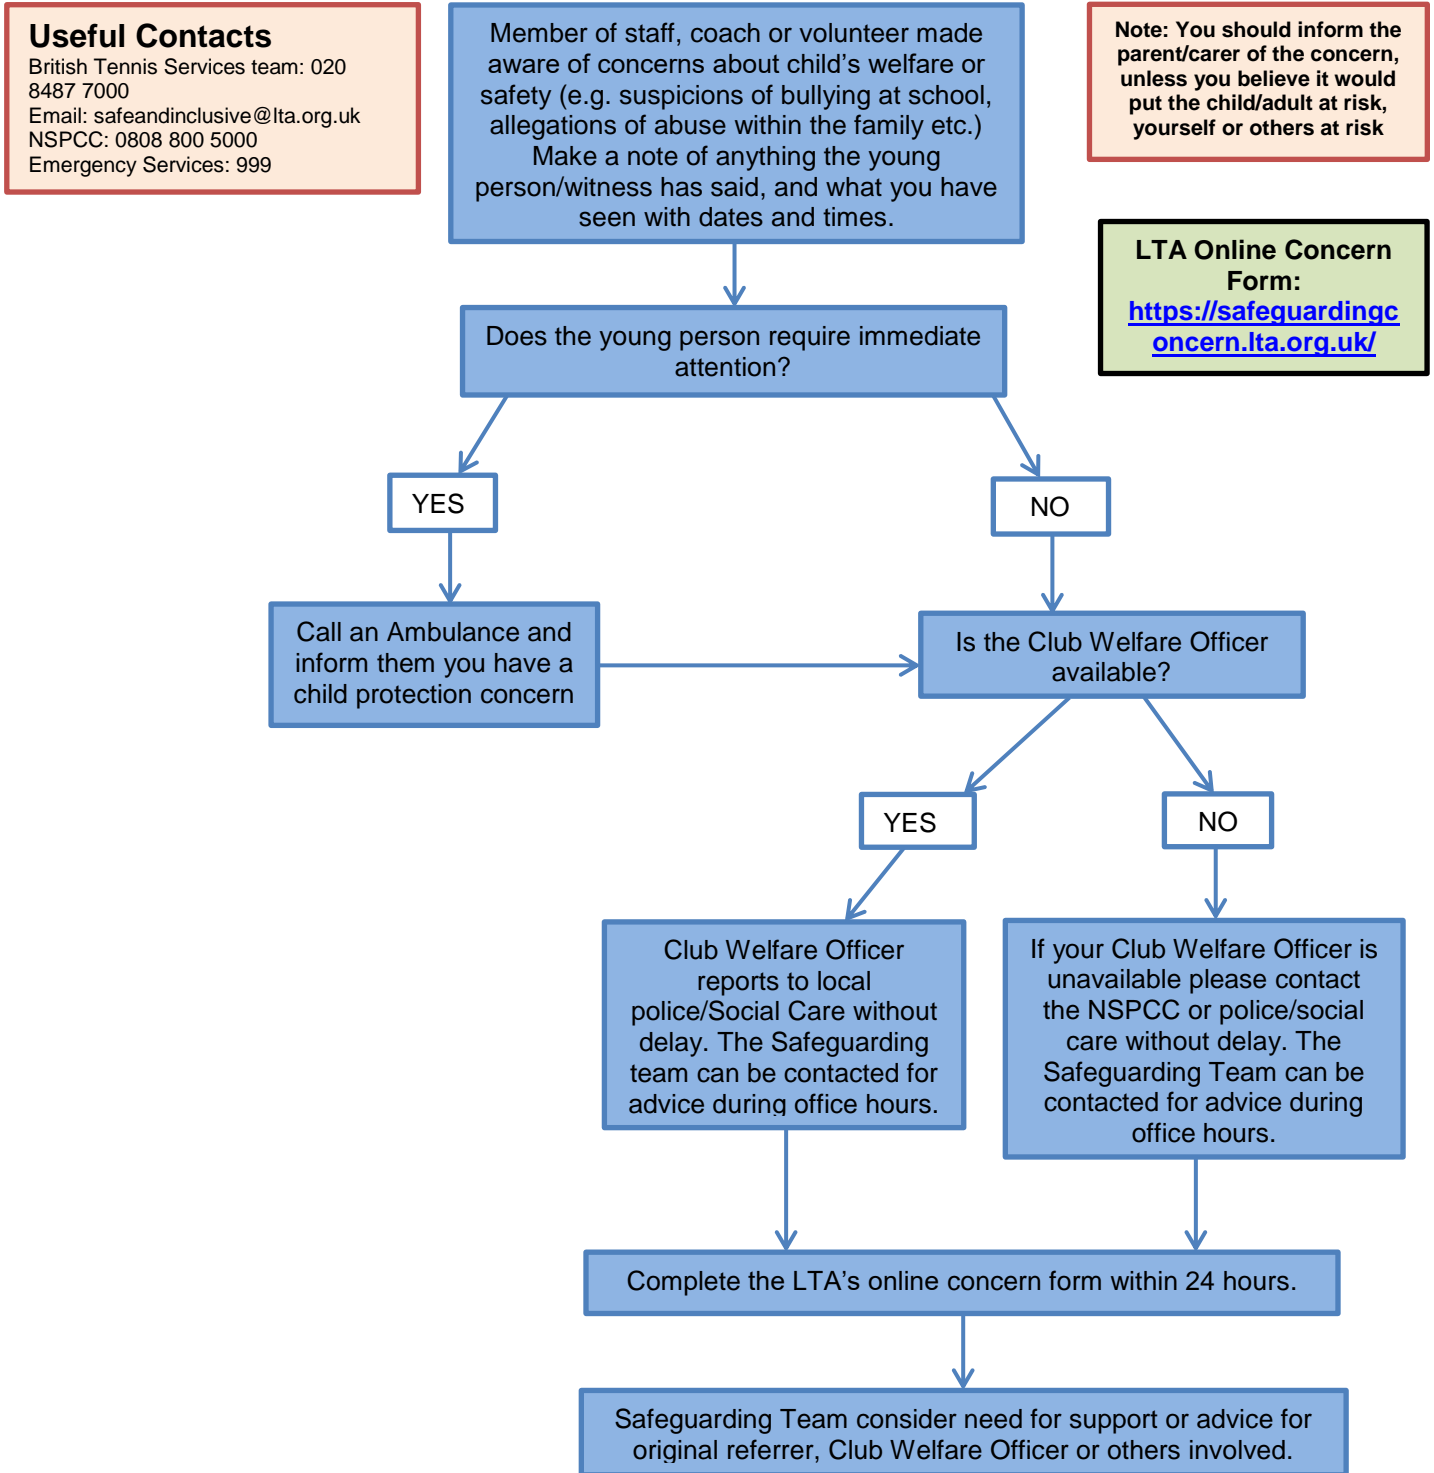 Useful Contacts
British Tennis Services team: 020
8487 7000
Email: safeandinclusive@lta.org.uk
NSPCC: 0808 800 5000
Emergency Services: 999
Member of staff, coach or volunteer made
aware of concerns about child’s welfare or
safety (e.g. suspicions of bullying at school,
allegations of abuse within the family etc.)
Make a note of anything the young
person/witness has said, and what you have
seen with dates and times.
Note: You should inform the
parent/carer of the concern,
unless you believe it would
put the child/adult at risk,
yourself or others at risk
LTA Online Concern
Form:
https://safeguardingc
oncern.lta.org.uk/
Does the young person require immediate
attention?
YES
NO
Call an Ambulance and
inform them you have a
child protection concern
Is the Club Welfare Officer
available?
YES
NO
Club Welfare Officer
reports to local
police/Social Care without
delay. The Safeguarding
team can be contacted for
advice during office hours.
If your Club Welfare Officer is
unavailable please contact
the NSPCC or police/social
care without delay. The
Safeguarding Team can be
contacted for advice during
office hours.
Complete the LTA’s online concern form within 24 hours.
Safeguarding Team consider need for support or advice for
original referrer, Club Welfare Officer or others involved.